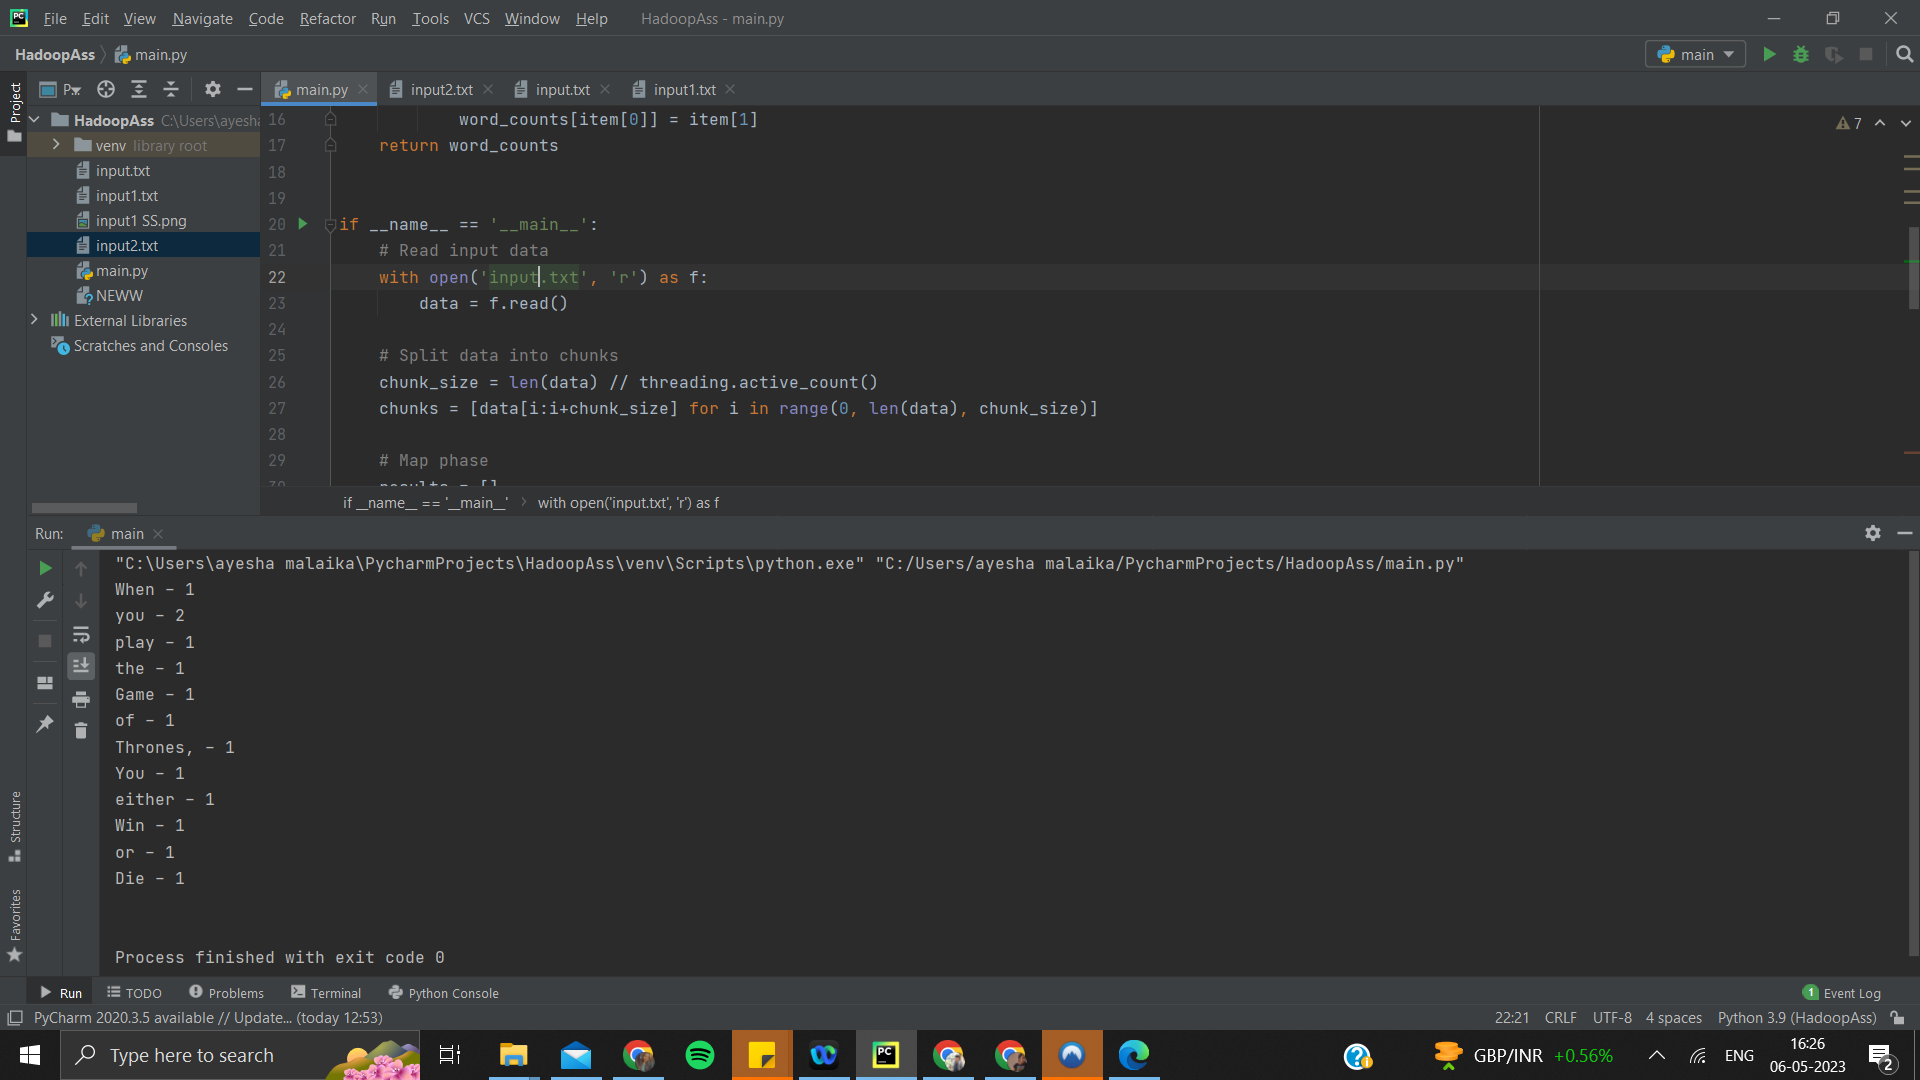 File Edit View Navigate Code Refactor Run Tools VCS Window Help HadoopAss - main.py
HadoopAss main.py
main
Project
main.py input2.txt input.txt input1.txt
HadoopAss C:\Users\ayesha
venv library root
input.txt
input1.txt
input1 SS.png
input2.txt
main.py
NEWW
External Libraries
Scratches and Consoles
7
16 word_counts[item[0]] = item[1]
17 return word_counts
18
19
20 if __name__ == '__main__':
21 # Read input data
22 with open('input.txt', 'r') as f:
23 data = f.read()
24
25 # Split data into chunks
26 chunk_size = len(data) // threading.active_count()
27 chunks = [data[i:i+chunk_size] for i in range(0, len(data), chunk_size)]
28
29 # Map phase
30 results = []
if __name__ == '__main__' with open('input.txt', 'r') as f
Run: main
"C:\Users\ayesha malaika\PycharmProjects\HadoopAss\venv\Scripts\python.exe" "C:/Users/ayesha malaika/PycharmProjects/HadoopAss/main.py"
When - 1
you - 2
play - 1
the - 1
Game - 1
of - 1
Thrones, - 1
You - 1
either - 1
Win - 1
or - 1
Die - 1
Process finished with exit code 0
Structure
Favorites
Run TODO Problems Terminal Python Console 1 Event Log
PyCharm 2020.3.5 available // Update... (today 12:53) 22:21 CRLF UTF-8 4 spaces Python 3.9 (HadoopAss)
Type here to search
GBP/INR +0.56%
ENG
16:26
06-05-2023
2